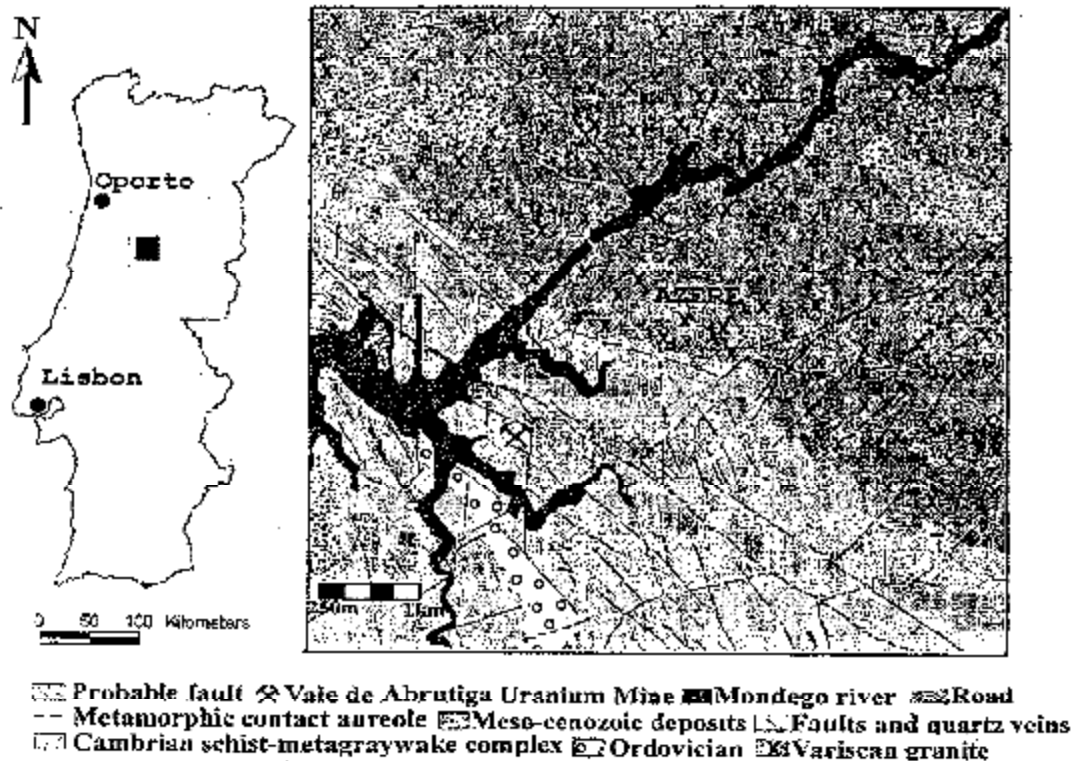 N
Oporto
Lisbon
0 50 100 Kilometers
AZERE
250m 1km
Probable fault Vale de Abrutiga Uranium Mine Mondego river Road
Metamorphic contact aureole Meso-cenozoic deposits Faults and quartz veins
Cambrian schist-metagraywake complex Ordovician Variscan granite